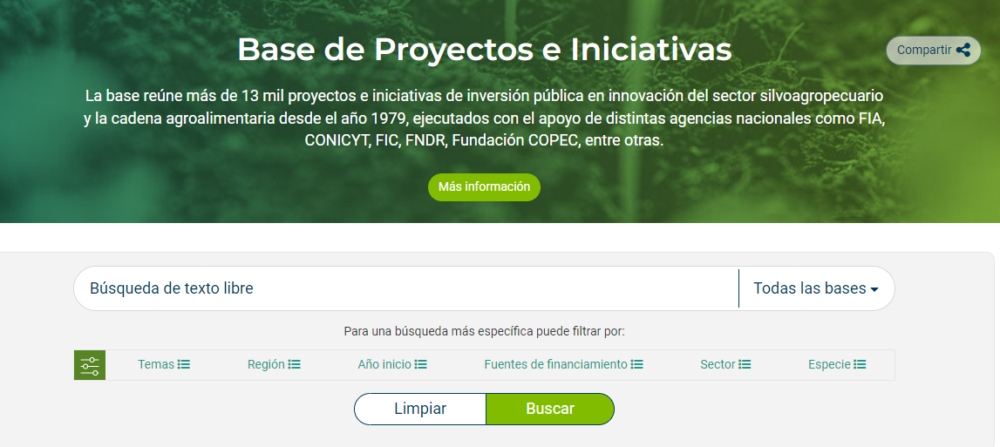 Base de Proyectos e Iniciativas
Compartir
La base reúne más de 13 mil proyectos e iniciativas de inversión pública en innovación del sector silvoagropecuario
y la cadena agroalimentaria desde el año 1979, ejecutados con el apoyo de distintas agencias nacionales como FIA,
CONICYT, FIC, FNDR, Fundación COPEC, entre otras.
Más información
Búsqueda de texto libre
Todas las bases
Para una búsqueda más específica puede filtrar por:
Temas
Región
Año inicio
Fuentes de financiamiento
Sector
Especie
Limpiar
Buscar